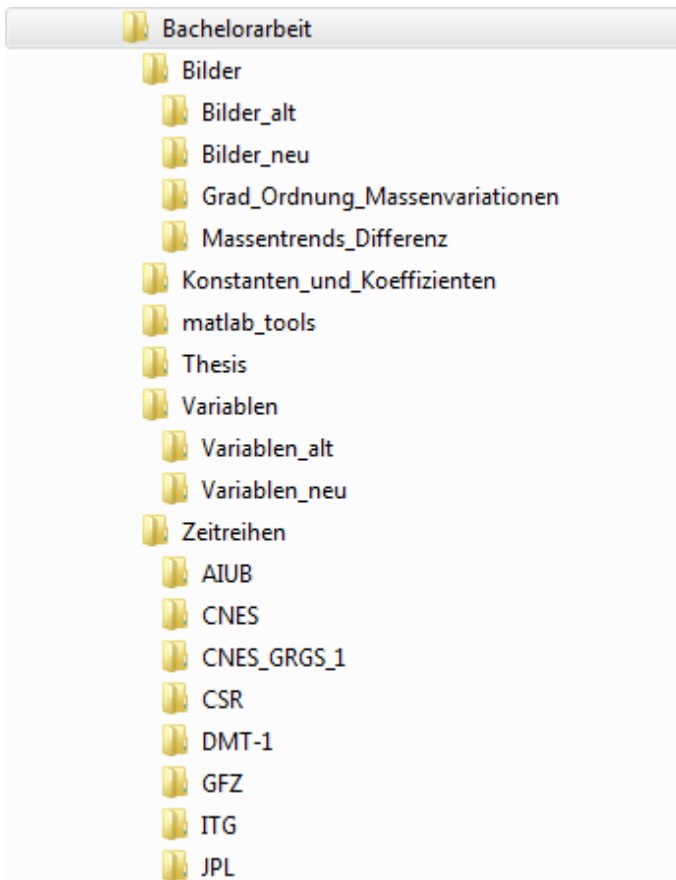 Bachelorarbeit
Bilder
Bilder_alt
Bilder_neu
Grad_Ordnung_Massenvariationen
Massentrends_Differenz
Konstanten_und_Koeffizienten
matlab_tools
Thesis
Variablen
Variablen_alt
Variablen_neu
Zeitreihen
AIUB
CNES
CNES_GRGS_1
CSR
DMT-1
GFZ
ITG
JPL